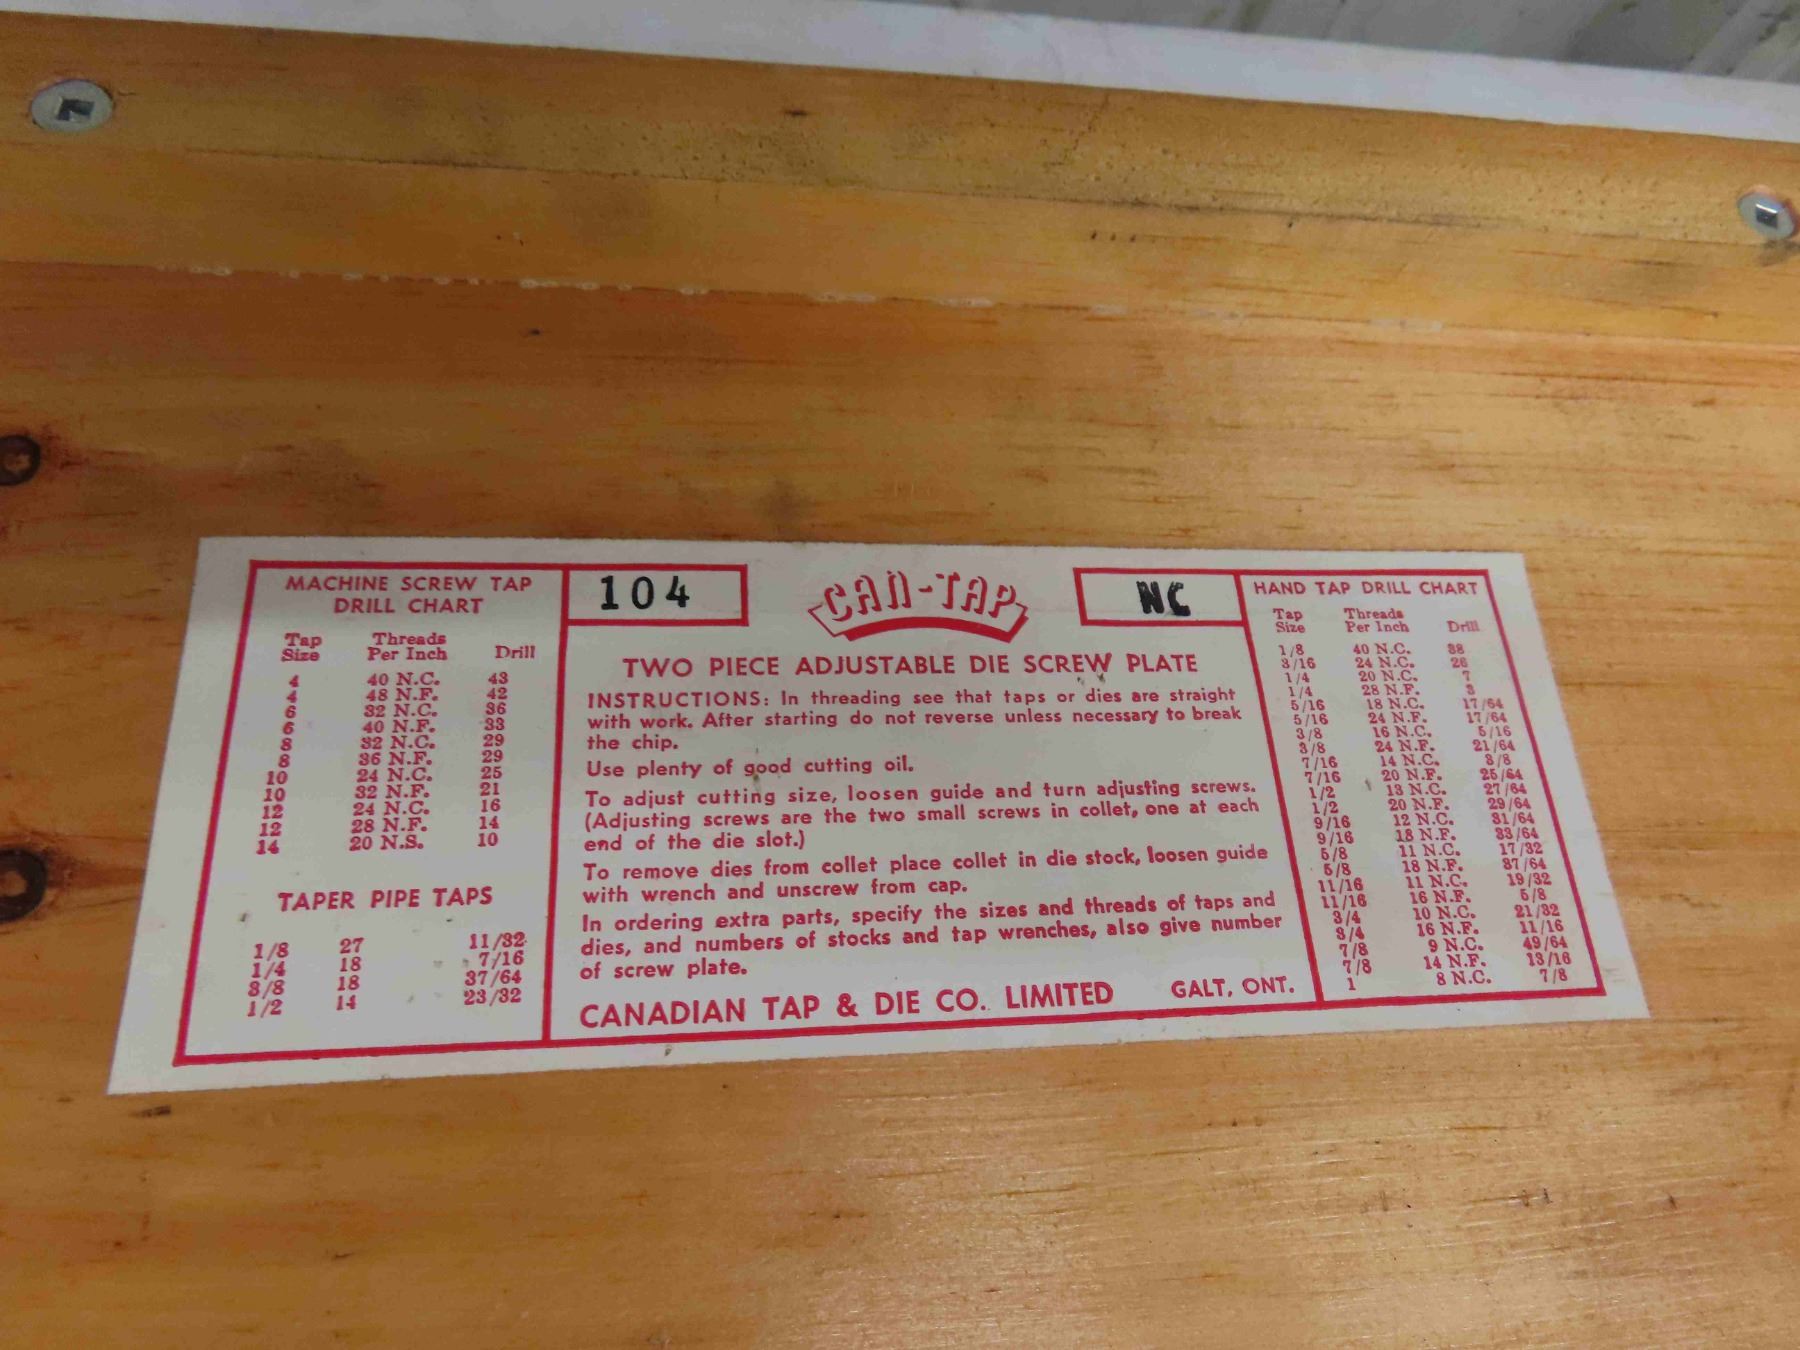 MACHINE SCREW TAP
DRILL CHART
Tap Size Threads Per Inch Drill
4 40 N.C. 43
4 48 N.F. 42
6 32 N.C. 36
6 40 N.F. 33
8 32 N.C. 29
8 36 N.F. 29
10 24 N.C. 25
10 32 N.F. 21
12 24 N.C. 16
12 28 N.F. 14
14 20 N.S. 10
TAPER PIPE TAPS
1/8 27 11/32
1/4 18 7/16
3/8 18 37/64
1/2 14 23/32
104
CAN-TAP
NC
TWO PIECE ADJUSTABLE DIE SCREW PLATE
INSTRUCTIONS: In threading see that taps or dies are straight
with work. After starting do not reverse unless necessary to break
the chip.
Use plenty of good cutting oil.
To adjust cutting size, loosen guide and turn adjusting screws.
(Adjusting screws are the two small screws in collet, one at each
end of the die slot.)
To remove dies from collet place collet in die stock, loosen guide
with wrench and unscrew from cap.
In ordering extra parts, specify the sizes and threads of taps and
dies, and numbers of stocks and tap wrenches, also give number
of screw plate.
CANADIAN TAP & DIE CO. LIMITED GALT, ONT.
HAND TAP DRILL CHART
Tap Size Threads Per Inch Drill
1/8 40 N.C. 38
3/16 24 N.C. 26
1/4 20 N.C. 7
1/4 28 N.F. 3
5/16 18 N.C. 17/64
5/16 24 N.F. 17/64
3/8 16 N.C. 5/16
3/8 24 N.F. 21/64
7/16 14 N.C. 3/8
7/16 20 N.F. 25/64
1/2 13 N.C. 27/64
1/2 20 N.F. 29/64
9/16 12 N.C. 31/64
9/16 18 N.F. 33/64
5/8 11 N.C. 17/32
5/8 18 N.F. 37/64
11/16 11 N.C. 19/32
11/16 16 N.F. 5/8
3/4 10 N.C. 21/32
3/4 16 N.F. 11/16
7/8 9 N.C. 49/64
7/8 14 N.F. 13/16
1 8 N.C. 7/8